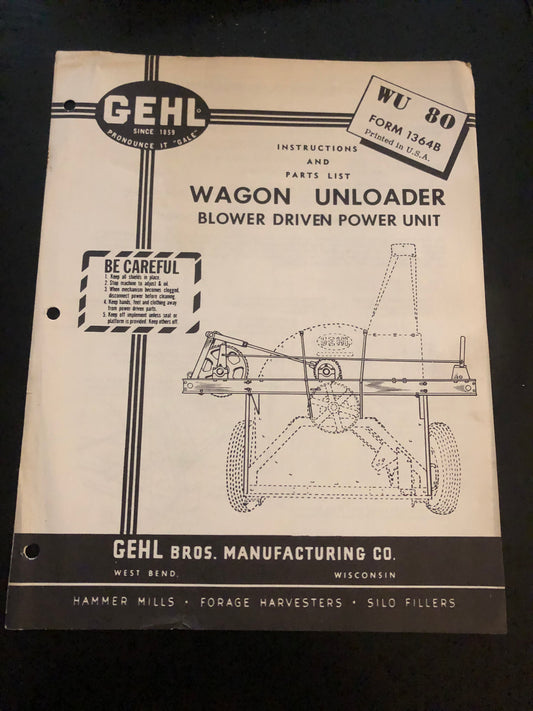 GEHL
SINCE 1859
PRONOUNCE IT "GALE"
WU 80
FORM 1364B
Printed in U.S.A.
INSTRUCTIONS
AND
PARTS LIST
WAGON UNLOADER
BLOWER DRIVEN POWER UNIT
BE CAREFUL
1. Keep all shields in place.
2. Stop machine to adjust & oil.
3. When mechanism becomes clogged,
disconnect power before cleaning.
4. Keep hands, feet and clothing away
from power driven parts.
5. Keep off implement unless seat or
platform is provided. Keep others off.
GEHL
GEHL BROS. MANUFACTURING CO.
WEST BEND, WISCONSIN
HAMMER MILLS • FORAGE HARVESTERS • SILO FILLERS